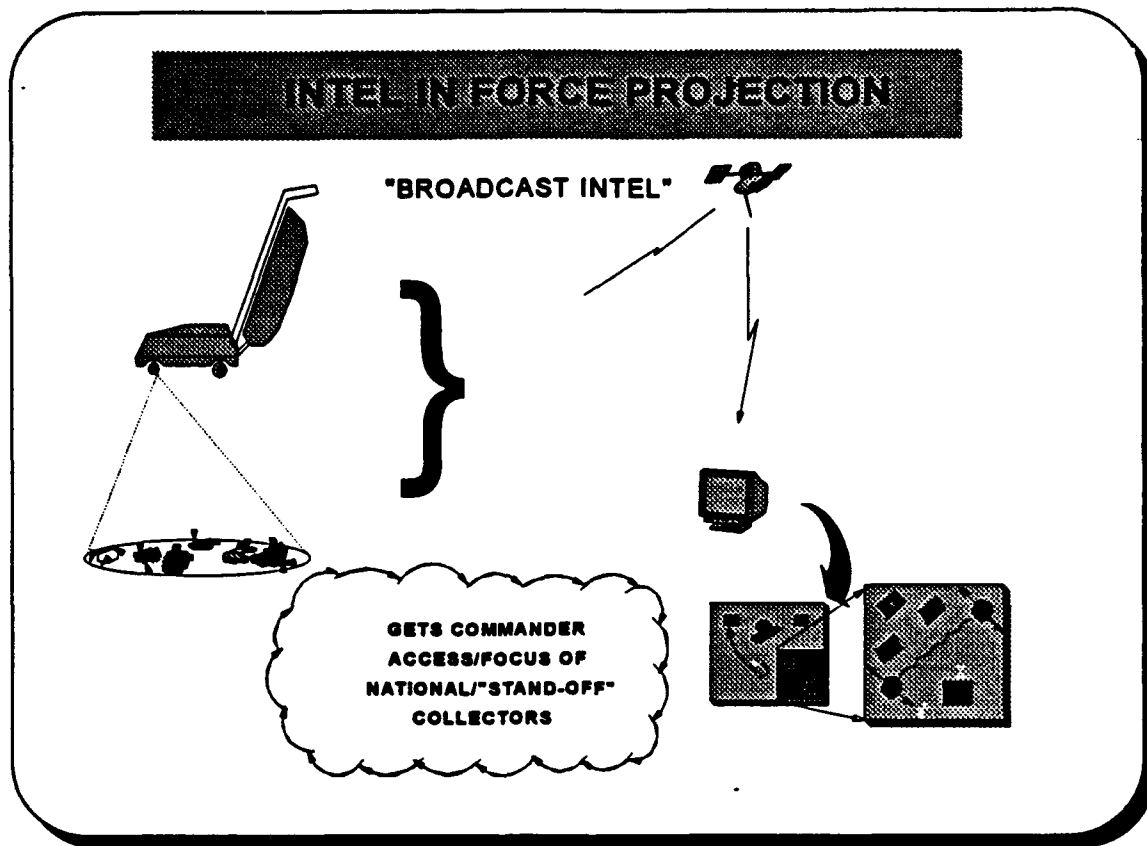 INTEL IN FORCE PROJECTION
"BROADCAST INTEL"
GETS COMMANDER
ACCESS/FOCUS OF
NATIONAL/"STAND-OFF"
COLLECTORS